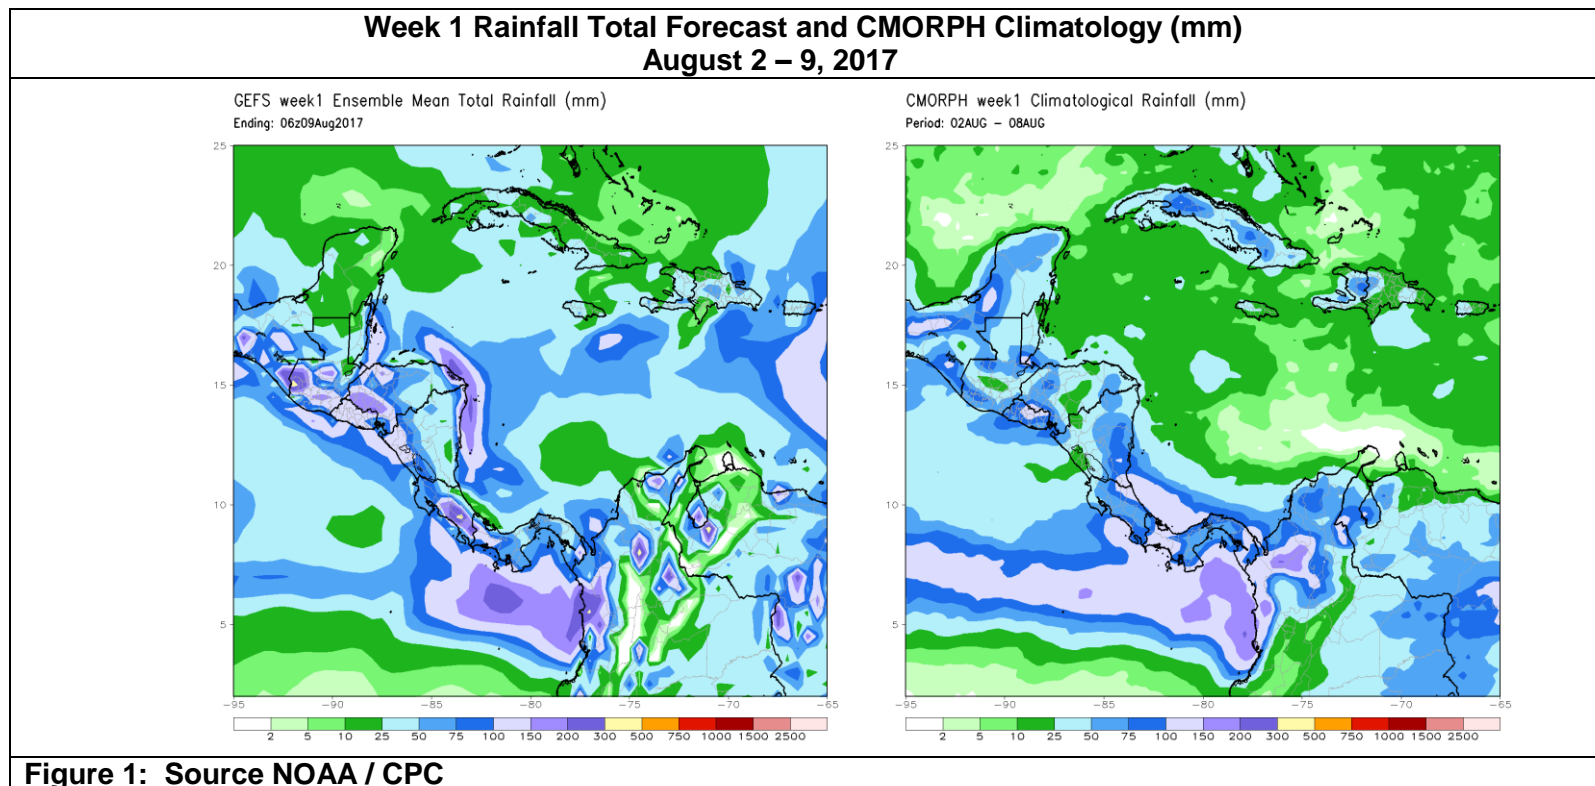 Week 1 Rainfall Total Forecast and CMORPH Climatology (mm)
August 2 – 9, 2017
GEFS week1 Ensemble Mean Total Rainfall (mm)
Ending: 06z09Aug2017
25
20
15
10
5
-95 -90 -85 -80 -75 -70 -65
2 5 10 25 50 75 100 150 200 300 500 750 1000 1500 2500
CMORPH week1 Climatological Rainfall (mm)
Period: 02AUG - 08AUG
25
20
15
10
5
-95 -90 -85 -80 -75 -70 -65
2 5 10 25 50 75 100 150 200 300 500 750 1000 1500 2500
Figure 1: Source NOAA / CPC